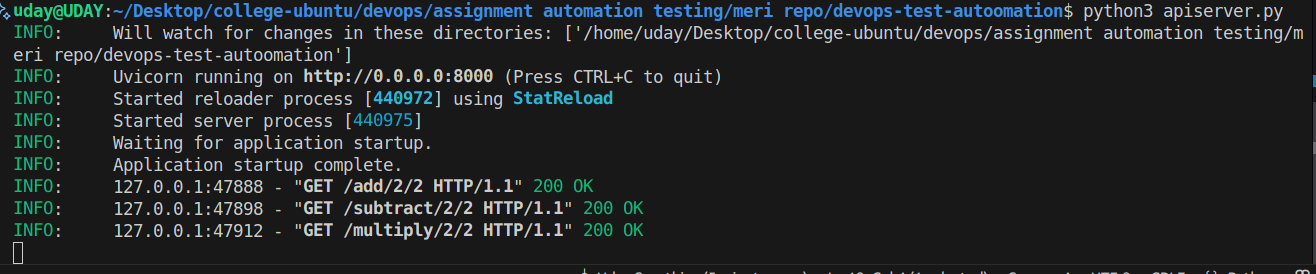 uday@UDAY:~/Desktop/college-ubuntu/devops/assignment automation testing/meri repo/devops-test-autoomation$ python3 apiserver.py
INFO:     Will watch for changes in these directories: ['/home/uday/Desktop/college-ubuntu/devops/assignment automation testing/m
eri repo/devops-test-autoomation']
INFO:     Uvicorn running on http://0.0.0.0:8000 (Press CTRL+C to quit)
INFO:     Started reloader process [440972] using StatReload
INFO:     Started server process [440975]
INFO:     Waiting for application startup.
INFO:     Application startup complete.
INFO:     127.0.0.1:47888 - "GET /add/2/2 HTTP/1.1" 200 OK
INFO:     127.0.0.1:47898 - "GET /subtract/2/2 HTTP/1.1" 200 OK
INFO:     127.0.0.1:47912 - "GET /multiply/2/2 HTTP/1.1" 200 OK